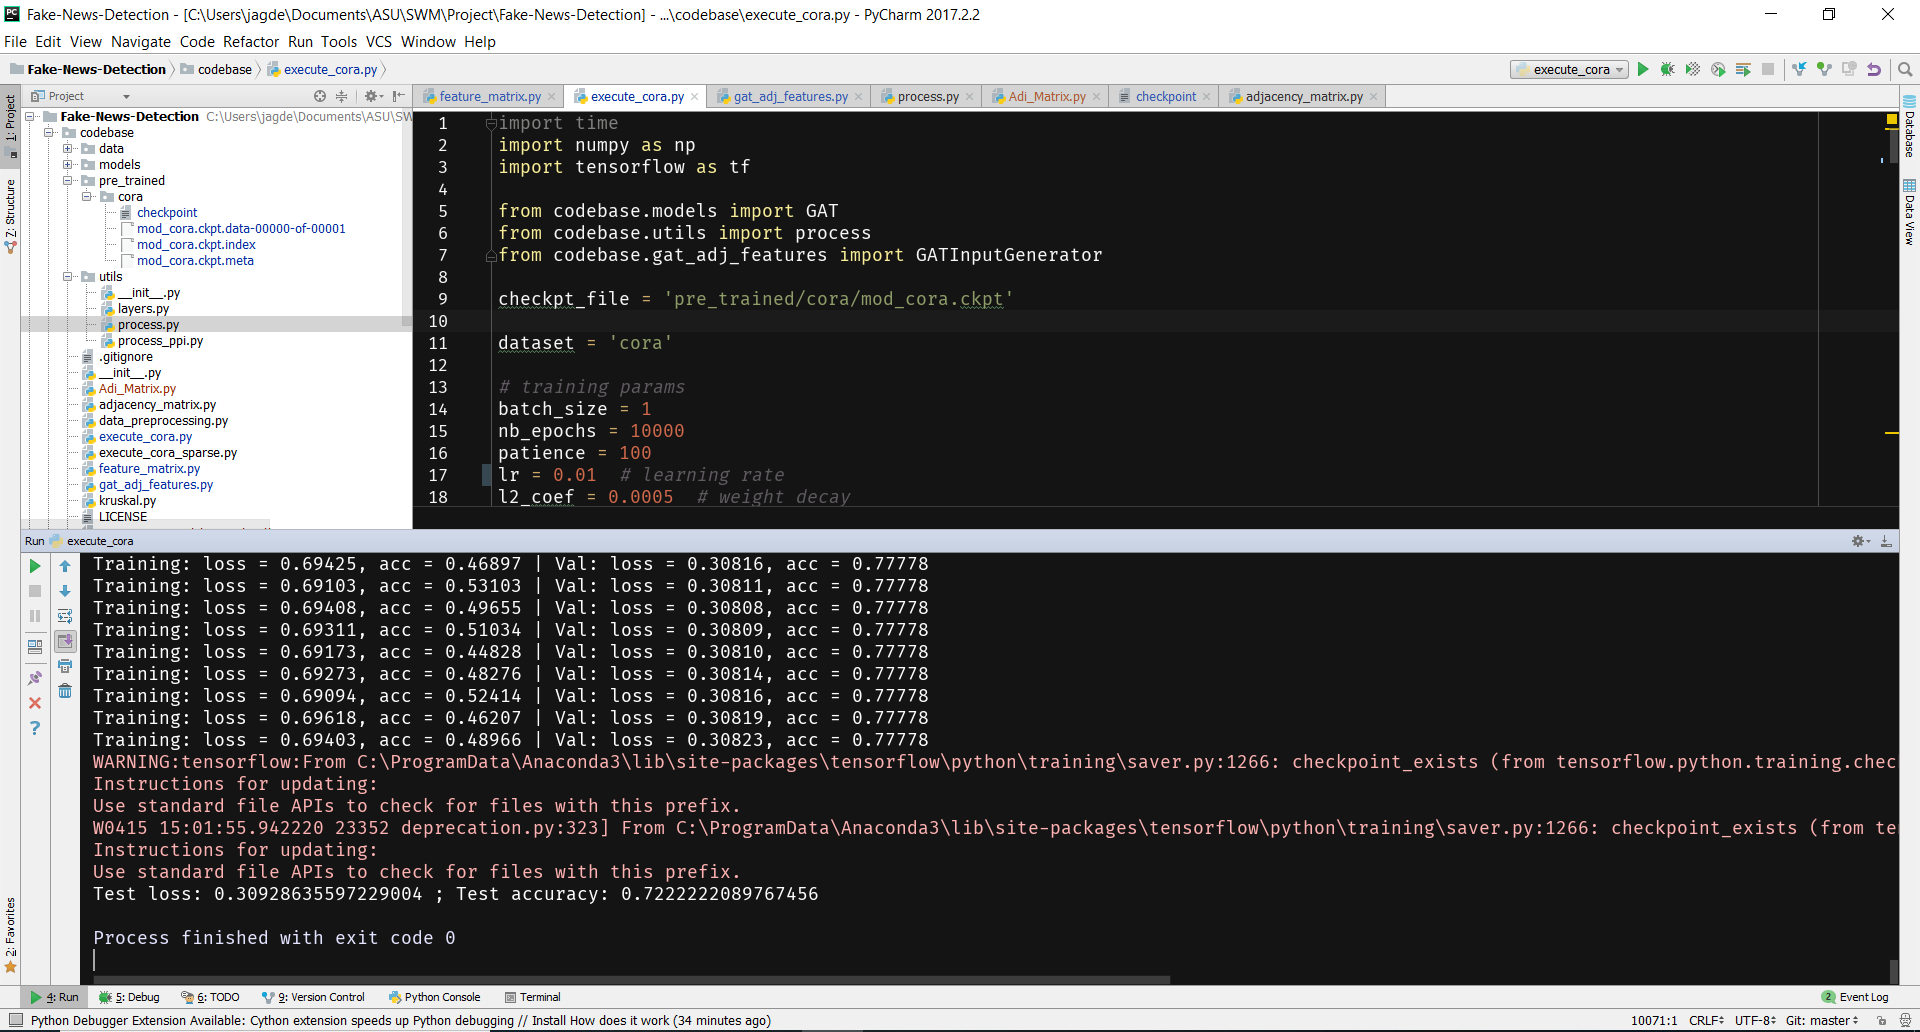 Fake-News-Detection - [C:\Users\jagde\Documents\ASU\SWM\Project\Fake-News-Detection] - ...\codebase\execute_cora.py - PyCharm 2017.2.2
File Edit View Navigate Code Refactor Run Tools VCS Window Help
Fake-News-Detection codebase execute_cora.py
execute_cora
1: Project
Z: Structure
2: Favorites
Project
Fake-News-Detection C:\Users\jagde\Documents\ASU\SW
codebase
data
models
pre_trained
cora
checkpoint
mod_cora.ckpt.data-00000-of-00001
mod_cora.ckpt.index
mod_cora.ckpt.meta
utils
__init__.py
layers.py
process.py
process_ppi.py
.gitignore
__init__.py
Adi_Matrix.py
adjacency_matrix.py
data_preprocessing.py
execute_cora.py
execute_cora_sparse.py
feature_matrix.py
gat_adj_features.py
kruskal.py
LICENSE
feature_matrix.py execute_cora.py gat_adj_features.py process.py Adi_Matrix.py checkpoint adjacency_matrix.py
1 import time
2 import numpy as np
3 import tensorflow as tf
4
5 from codebase.models import GAT
6 from codebase.utils import process
7 from codebase.gat_adj_features import GATInputGenerator
8
9 checkpt_file = 'pre_trained/cora/mod_cora.ckpt'
10
11 dataset = 'cora'
12
13 # training params
14 batch_size = 1
15 nb_epochs = 10000
16 patience = 100
17 lr = 0.01 # learning rate
18 l2_coef = 0.0005 # weight decay
Database
Data View
Run execute_cora
Training: loss = 0.69425, acc = 0.46897 | Val: loss = 0.30816, acc = 0.77778
Training: loss = 0.69103, acc = 0.53103 | Val: loss = 0.30811, acc = 0.77778
Training: loss = 0.69408, acc = 0.49655 | Val: loss = 0.30808, acc = 0.77778
Training: loss = 0.69311, acc = 0.51034 | Val: loss = 0.30809, acc = 0.77778
Training: loss = 0.69173, acc = 0.44828 | Val: loss = 0.30810, acc = 0.77778
Training: loss = 0.69273, acc = 0.48276 | Val: loss = 0.30814, acc = 0.77778
Training: loss = 0.69094, acc = 0.52414 | Val: loss = 0.30816, acc = 0.77778
Training: loss = 0.69618, acc = 0.46207 | Val: loss = 0.30819, acc = 0.77778
Training: loss = 0.69403, acc = 0.48966 | Val: loss = 0.30823, acc = 0.77778
WARNING:tensorflow:From C:\ProgramData\Anaconda3\lib\site-packages\tensorflow\python\training\saver.py:1266: checkpoint_exists (from tensorflow.python.training.chec
Instructions for updating:
Use standard file APIs to check for files with this prefix.
W0415 15:01:55.942220 23352 deprecation.py:323] From C:\ProgramData\Anaconda3\lib\site-packages\tensorflow\python\training\saver.py:1266: checkpoint_exists (from te
Instructions for updating:
Use standard file APIs to check for files with this prefix.
Test loss: 0.30928635597229004 ; Test accuracy: 0.7222222089767456
Process finished with exit code 0
4: Run 5: Debug 6: TODO 9: Version Control Python Console Terminal 2 Event Log
Python Debugger Extension Available: Cython extension speeds up Python debugging // Install How does it work (34 minutes ago) 10071:1 CRLF UTF-8 Git: master